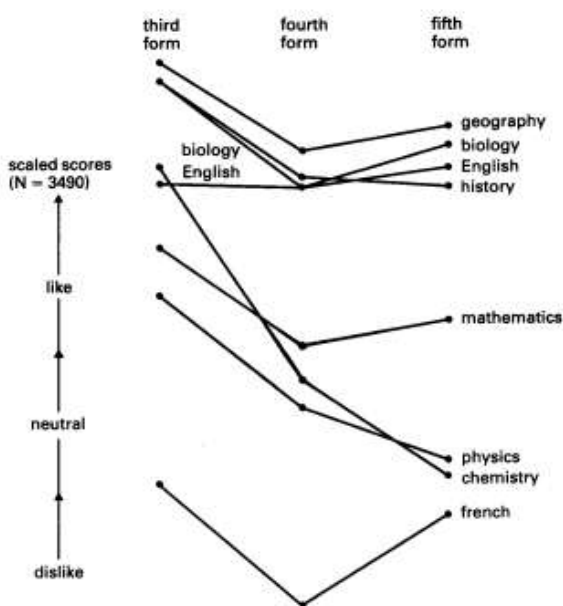 third form
fourth form
fifth form
geography
biology
biology
scaled scores
English
English
(N = 3490)
history
like
mathematics
neutral
physics
chemistry
french
dislike